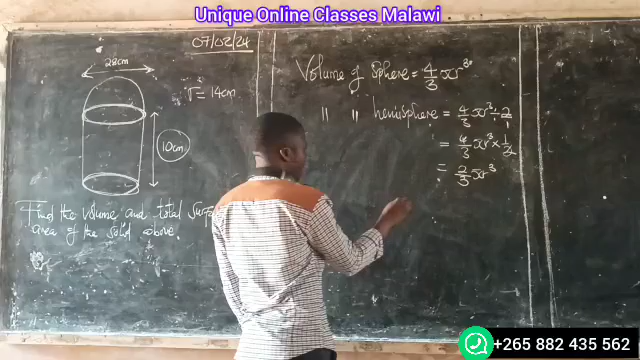 Unique Online Classes Malawi
07/02/24
28cm
r = 14cm
10cm
Find the volume and total surf
area of the solid above.
Volume of sphere = 4/3 πr³
" " hemisphere = 4/3 πr³ ÷ 2/1
= 4/3 πr³ × 1/2
= 2/3 πr³
+265 882 435 562